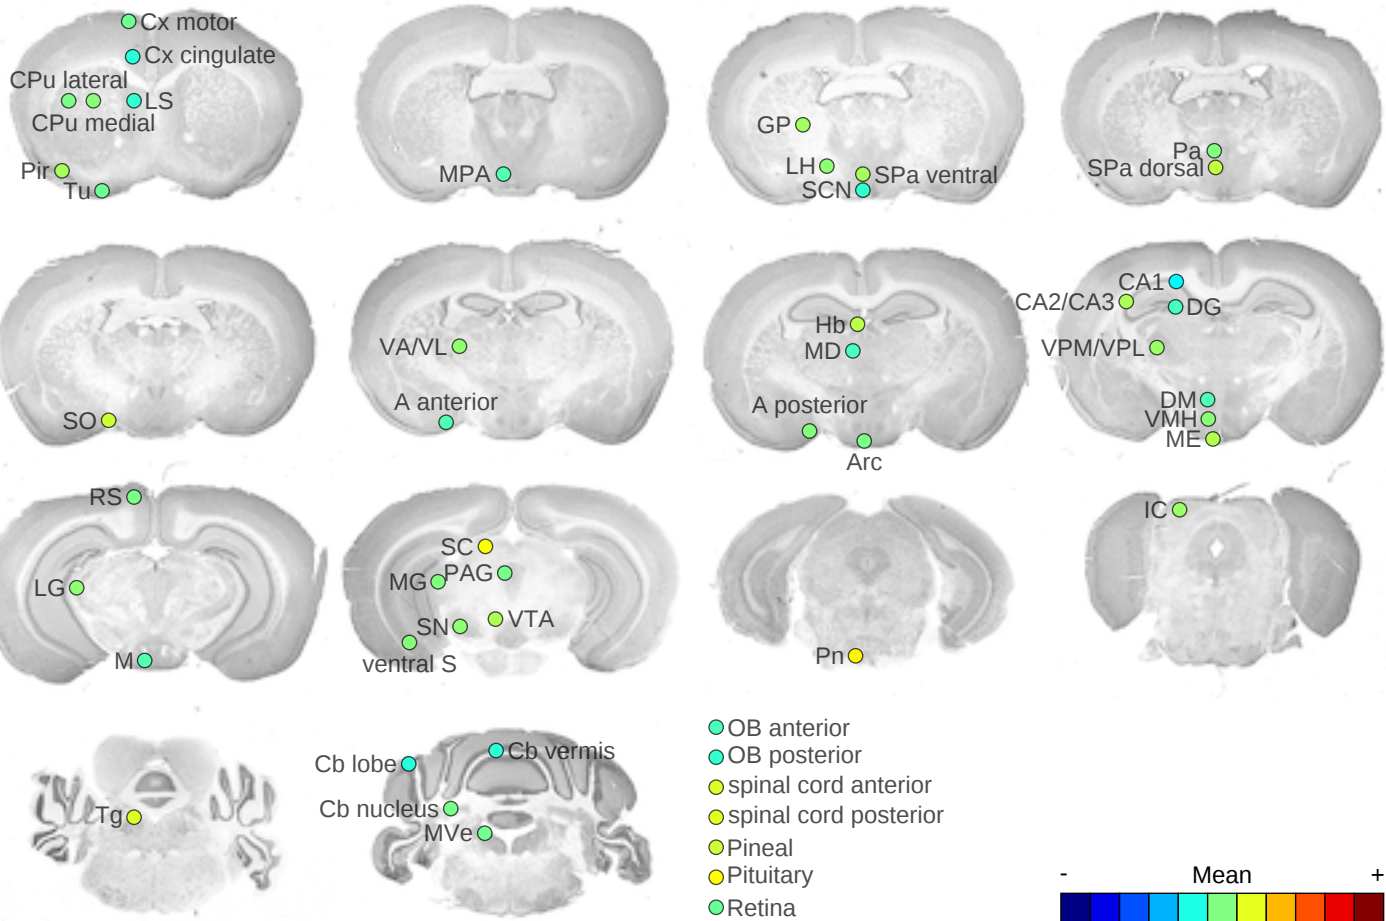 Cx motor
Cx cingulate
CPu lateral
LS
CPu medial
Pir
Tu
MPA
GP
LH
SPa ventral
SCN
Pa
SPa dorsal
SO
VA/VL
A anterior
Hb
MD
A posterior
Arc
CA1
CA2/CA3
DG
VPM/VPL
DM
VMH
ME
RS
LG
M
SC
PAG
MG
VTA
SN
ventral S
Pn
IC
Tg
Cb vermis
Cb lobe
Cb nucleus
MVe
OB anterior
OB posterior
spinal cord anterior
spinal cord posterior
Pineal
Pituitary
Retina
- Mean +